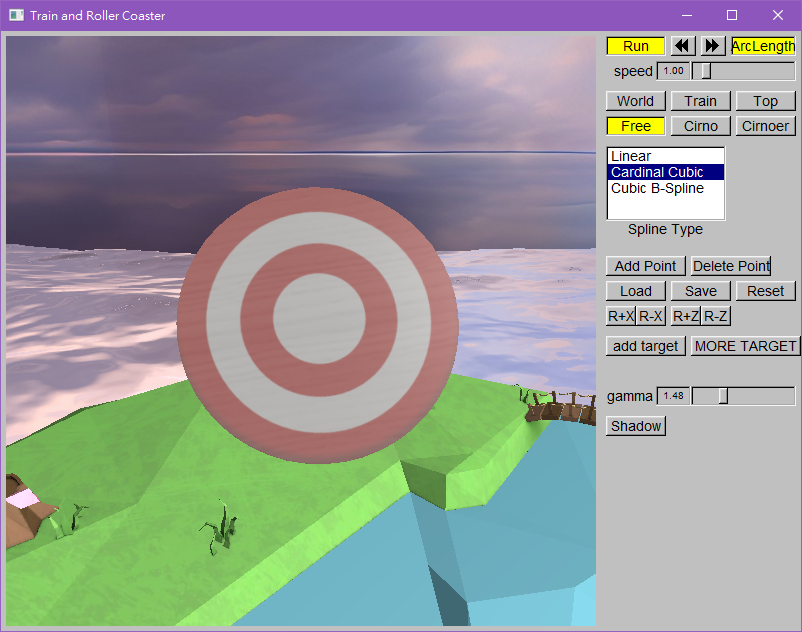 Train and Roller Coaster
Run
ArcLength
speed 1.00
World Train Top
Free Cirno Cirnoer
Linear
Cardinal Cubic
Cubic B-Spline
Spline Type
Add Point Delete Point
Load Save Reset
R+X R-X R+Z R-Z
add target MORE TARGET
gamma 1.48
Shadow